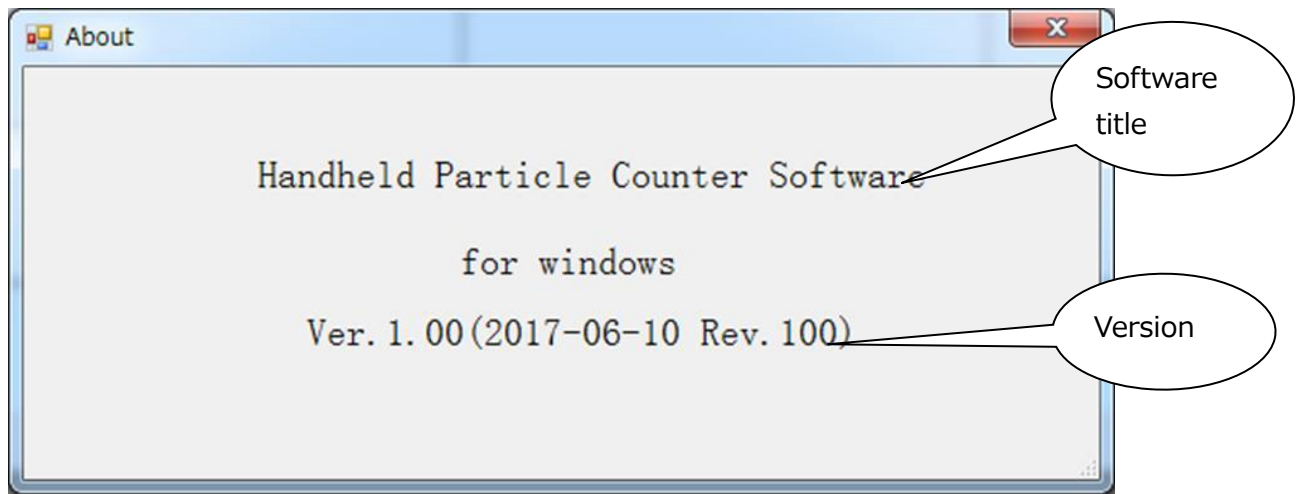 About
Software
title
Handheld Particle Counter Software
for windows
Ver.1.00(2017-06-10 Rev.100)
Version